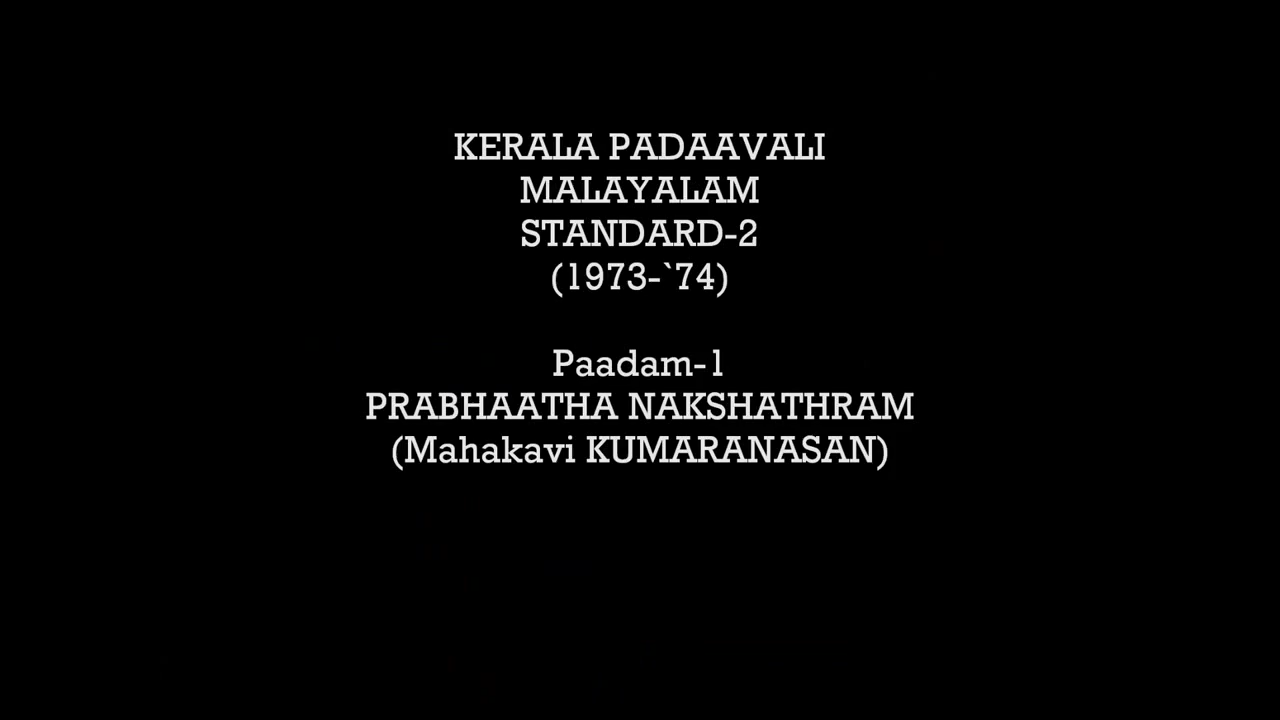 KERALA PADAAVALI
MALAYALAM
STANDARD-2
(1973-`74)
Paadam-1
PRABHAATHA NAKSHATHRAM
(Mahakavi KUMARANASAN)